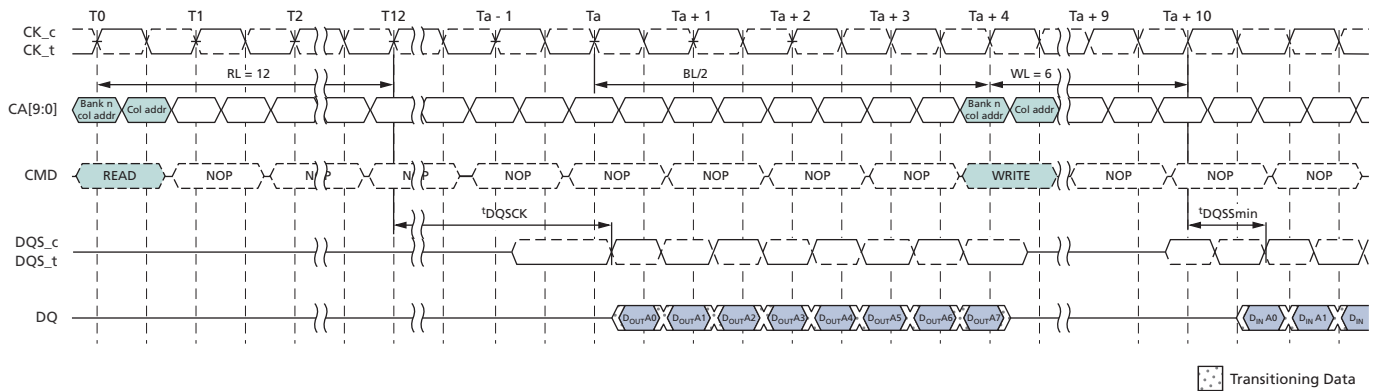 T0 T1 T2 T12 Ta - 1 Ta Ta + 1 Ta + 2 Ta + 3 Ta + 4 Ta + 9 Ta + 10
CK_c
CK_t
RL = 12 BL/2 WL = 6
CA[9:0] Bank n col addr Col addr Bank n col addr Col addr
CMD READ NOP NOP NOP NOP NOP NOP NOP NOP WRITE NOP NOP NOP
tDQSCK tDQSSmin
DQS_c
DQS_t
DQ DOUTA0 DOUTA1 DOUTA2 DOUTA3 DOUTA4 DOUTA5 DOUTA6 DOUTA7 DIN A0 DIN A1 DIN
Transitioning Data